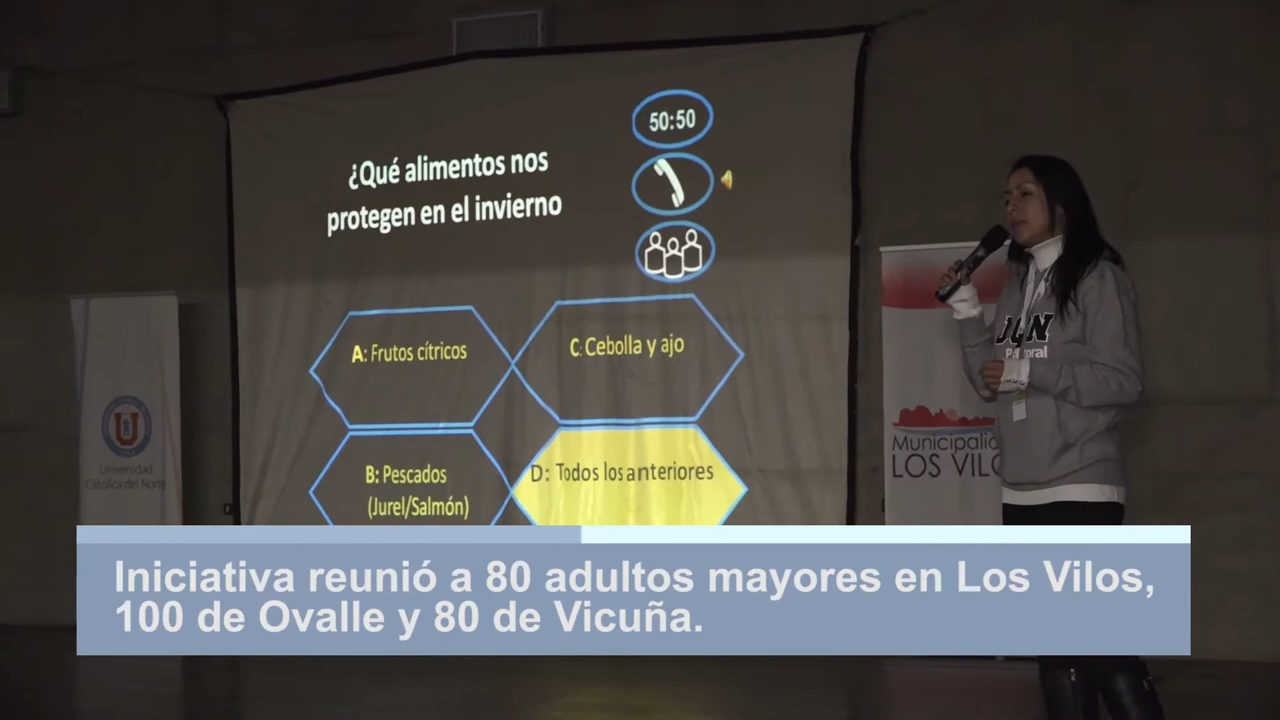 50:50
¿Qué alimentos nos
protegen en el invierno
A: Frutos cítricos
C: Cebolla y ajo
B: Pescados
(Jurel/Salmón)
D: Todos los anteriores
U
Universidad
Católica del Norte
Municipalid
LOS VILO
Iniciativa reunió a 80 adultos mayores en Los Vilos,
100 de Ovalle y 80 de Vicuña.